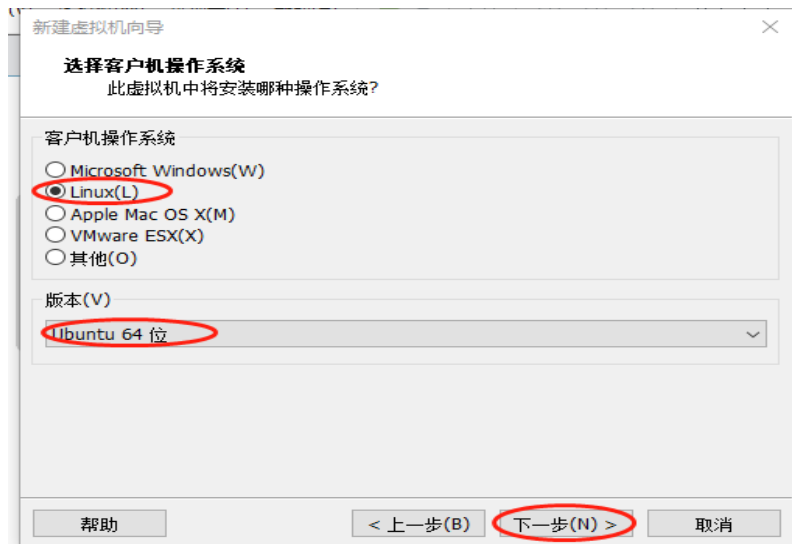 新建虚拟机向导
选择客户机操作系统
此虚拟机中将安装哪种操作系统?
客户机操作系统
Microsoft Windows(W)
Linux(L)
Apple Mac OS X(M)
VMware ESX(X)
其他(O)
版本(V)
Ubuntu 64 位
帮助
< 上一步(B)
下一步(N) >
取消